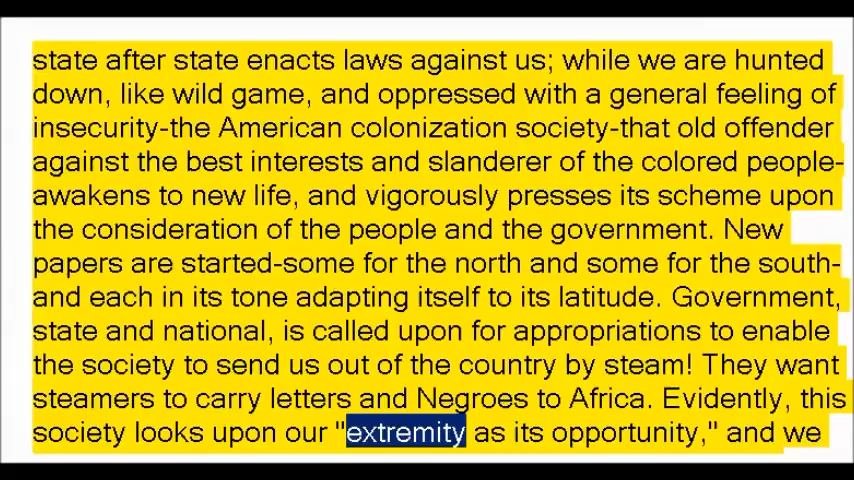 state after state enacts laws against us; while we are hunted
down, like wild game, and oppressed with a general feeling of
insecurity-the American colonization society-that old offender
against the best interests and slanderer of the colored people-
awakens to new life, and vigorously presses its scheme upon
the consideration of the people and the government. New
papers are started-some for the north and some for the south-
and each in its tone adapting itself to its latitude. Government,
state and national, is called upon for appropriations to enable
the society to send us out of the country by steam! They want
steamers to carry letters and Negroes to Africa. Evidently, this
society looks upon our "extremity as its opportunity," and we